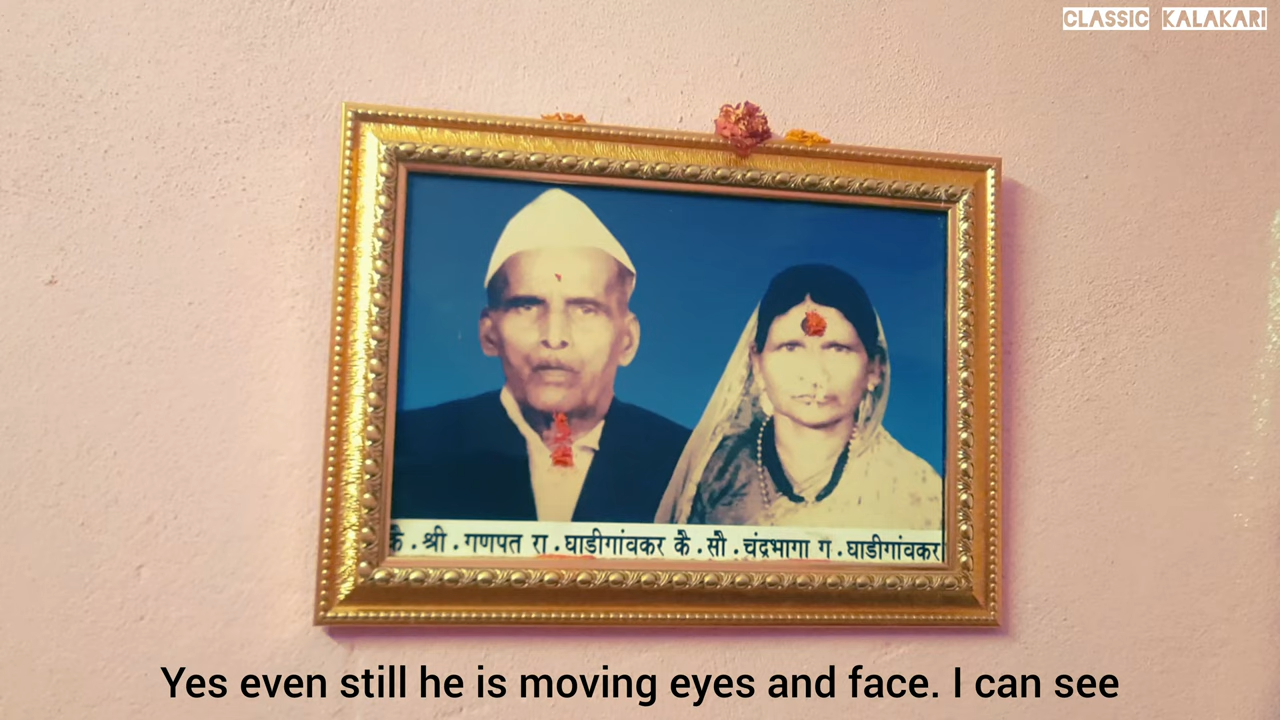 CLASSIC KALAKARI
कै . श्री . गणपत रा . घाडीगांवकर कै . सौ . चंद्रभागा ग . घाडीगांवकर
Yes even still he is moving eyes and face. I can see